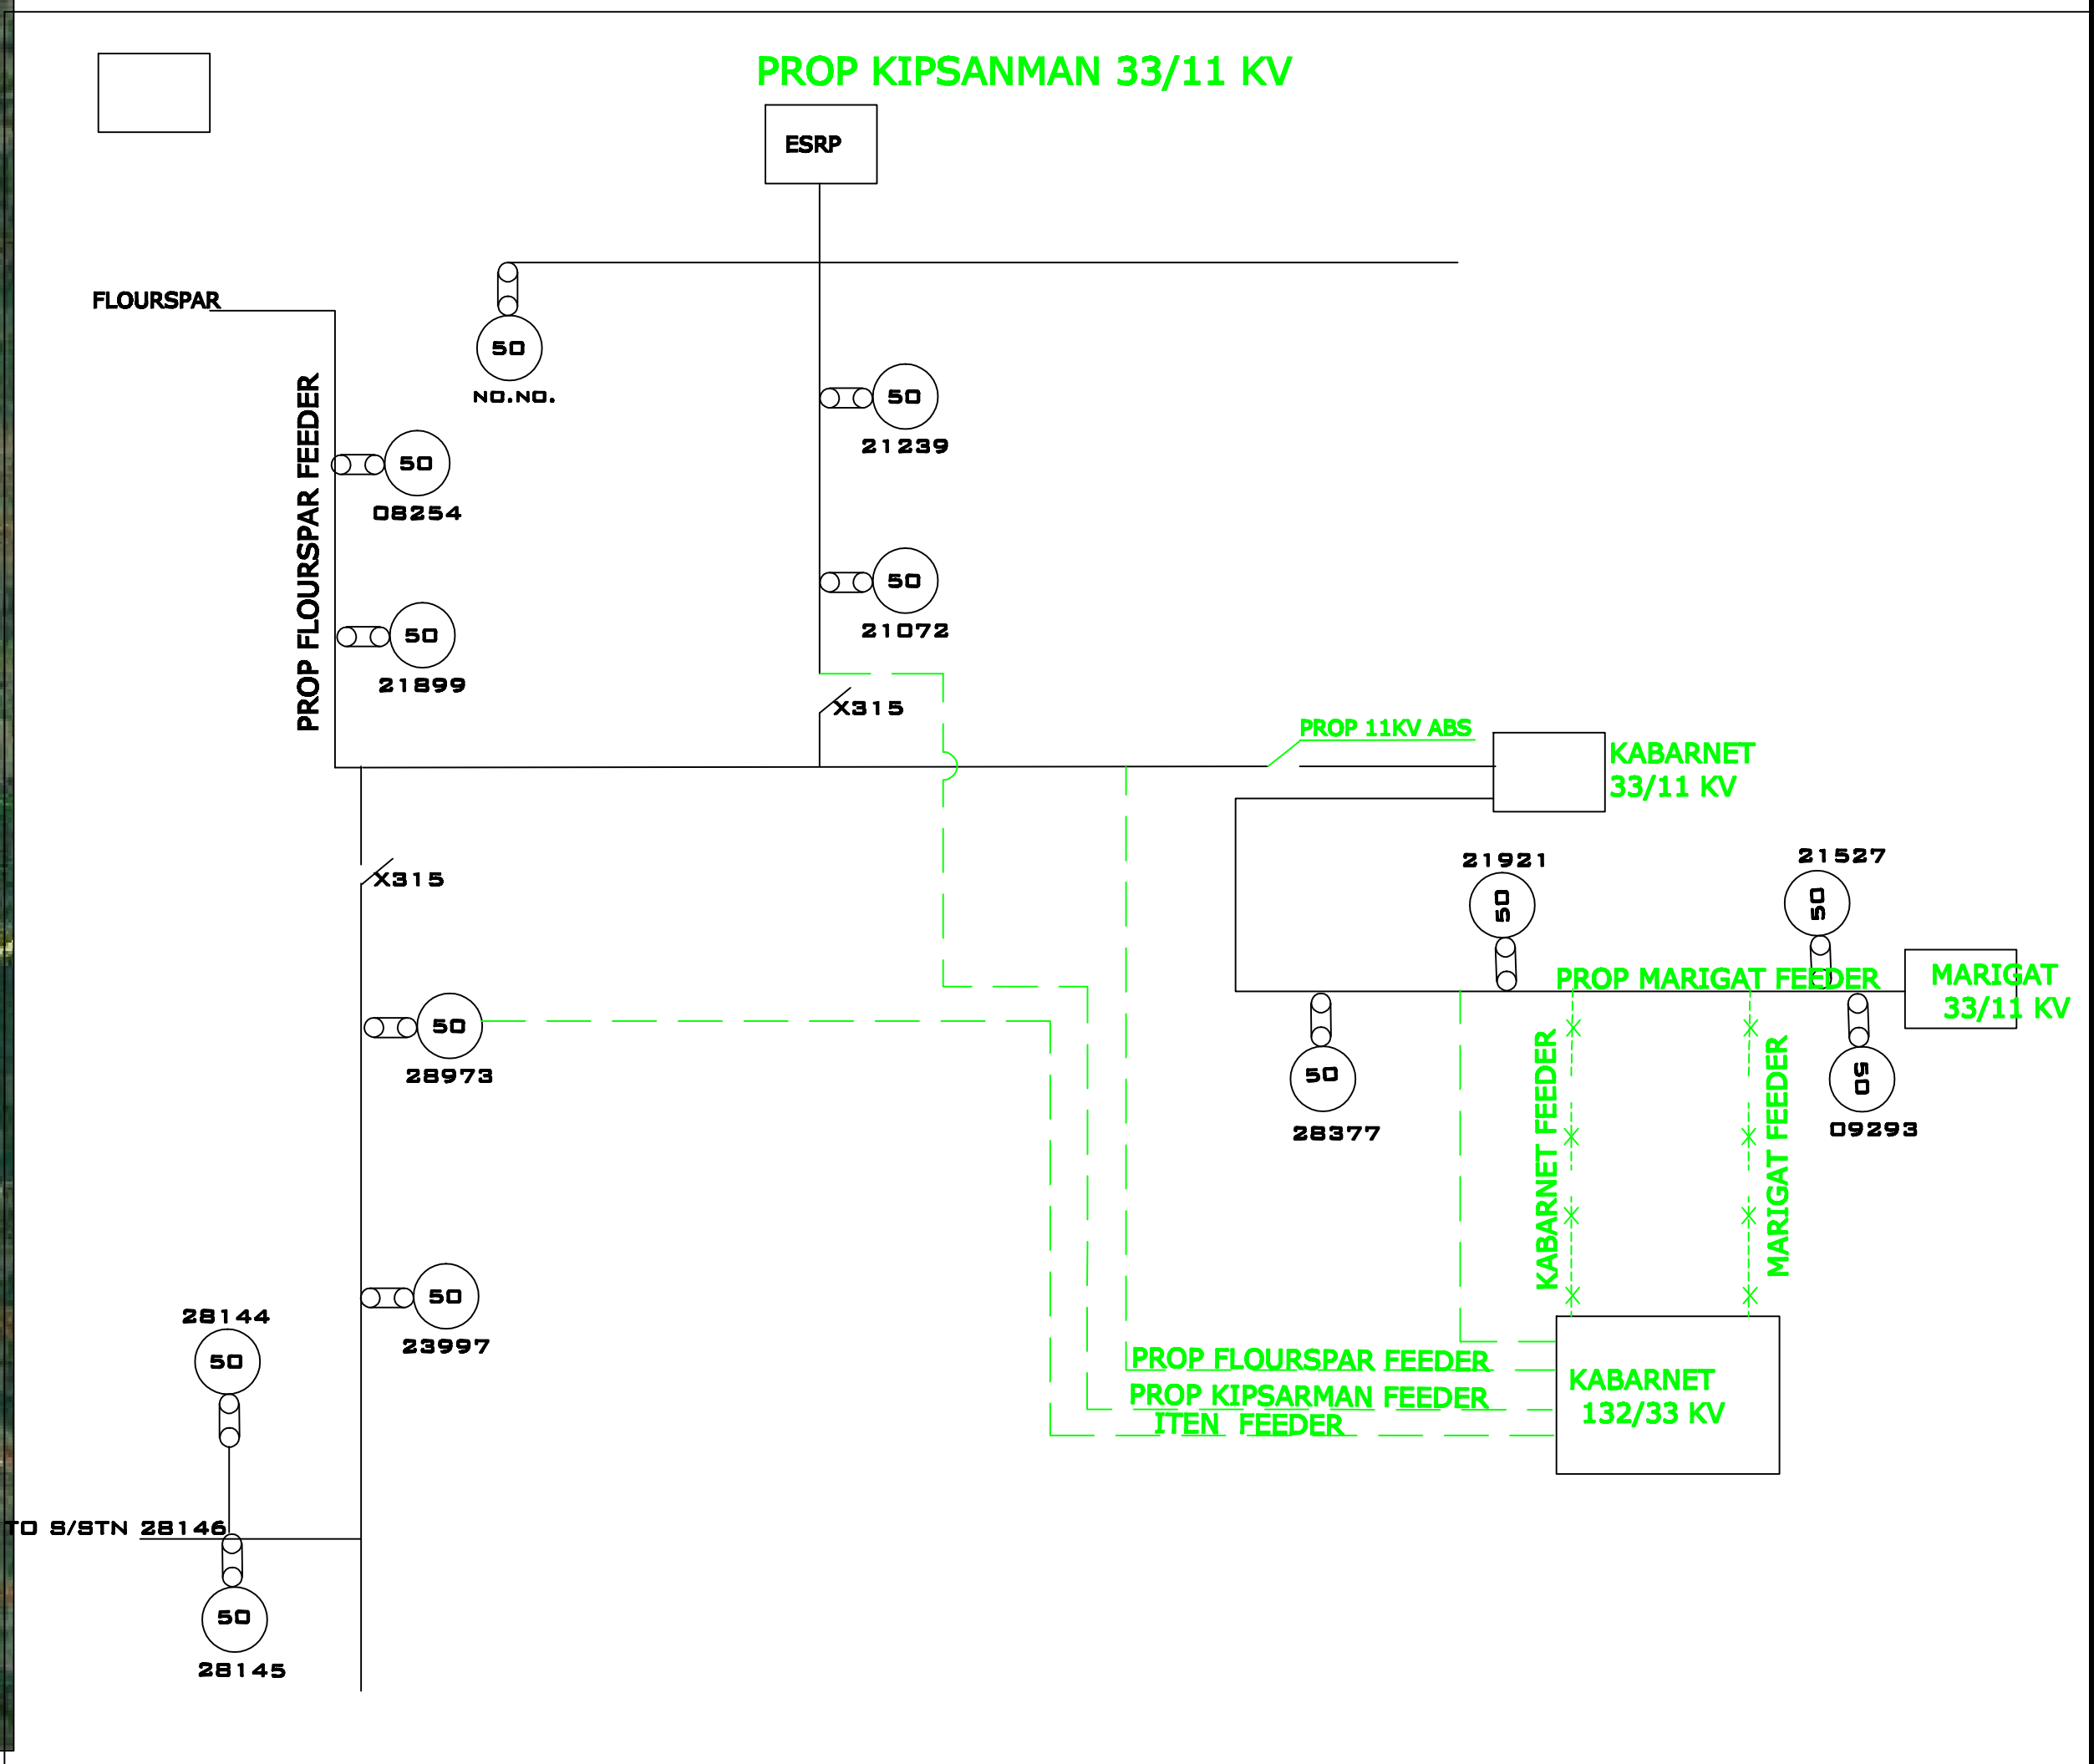 PROP KIPSANMAN 33/11 KV
ESRP
FLOURSPAR
PROP FLOURSPAR FEEDER
50
NO.NO.
50
21239
50
08254
50
21072
50
21899
X315
PROP 11KV ABS
KABARNET
33/11 KV
X315
21921
50
21527
50
PROP MARIGAT FEEDER
MARIGAT
33/11 KV
50
28973
50
28377
50
09293
KABARNET FEEDER
MARIGAT FEEDER
50
23997
28144
50
PROP FLOURSPAR FEEDER
PROP KIPSARMAN FEEDER
ITEN FEEDER
KABARNET
132/33 KV
TO S/STN 28146
50
28145